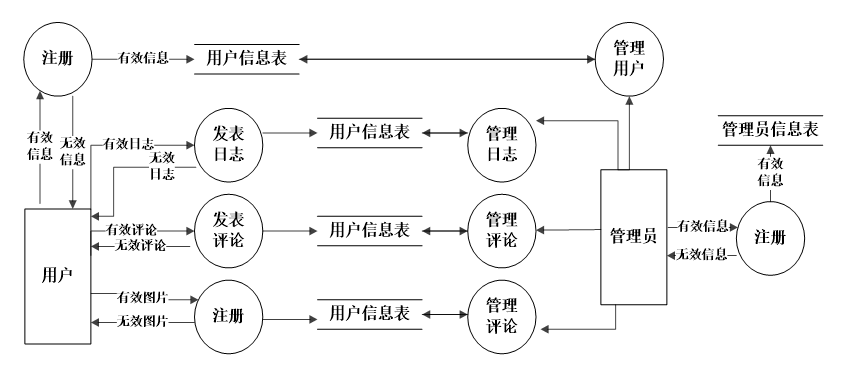 注册
有效信息
用户信息表
管理
用户
有效
信息
无效
信息
有效日志
无效
日志
发表
日志
用户信息表
管理
日志
管理员信息表
有效
信息
用户
有效评论
无效评论
发表
评论
用户信息表
管理
评论
管理员
有效信息
无效信息
注册
有效图片
无效图片
注册
用户信息表
管理
评论